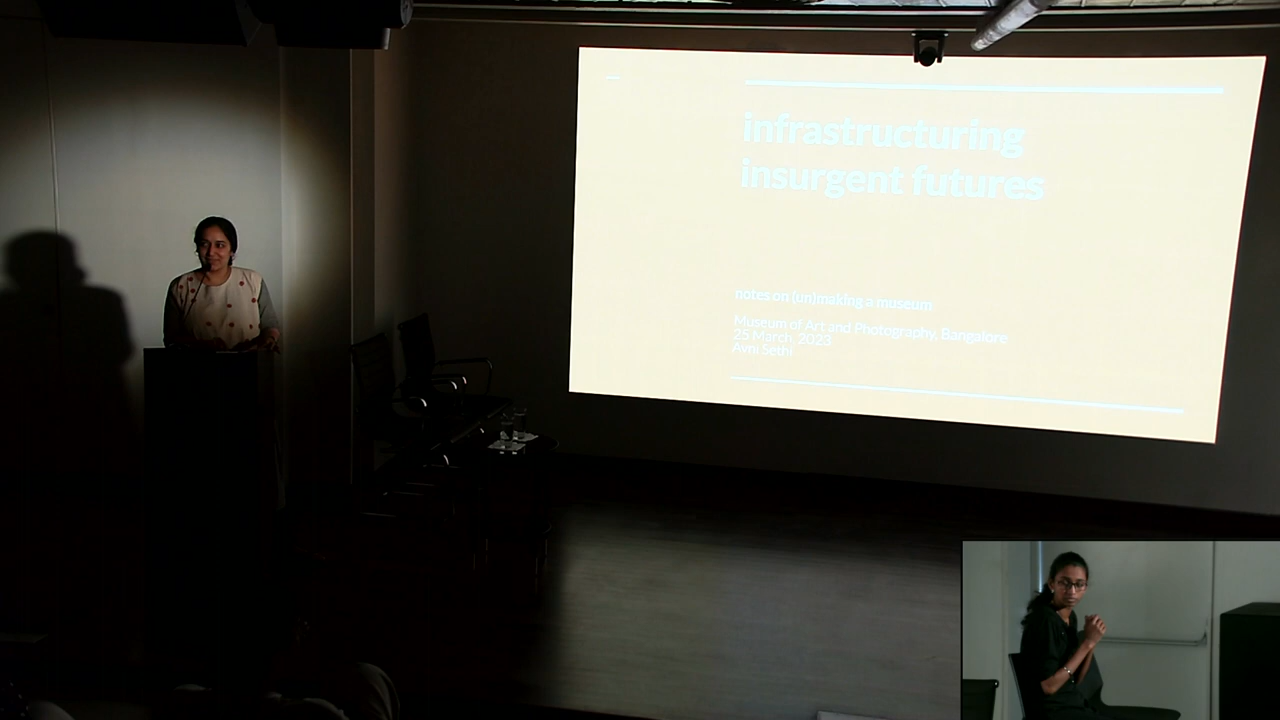 infrastructuring
insurgent futures
notes on (un)making a museum
Museum of Art and Photography, Bangalore
25 March, 2023
Avni Sethi